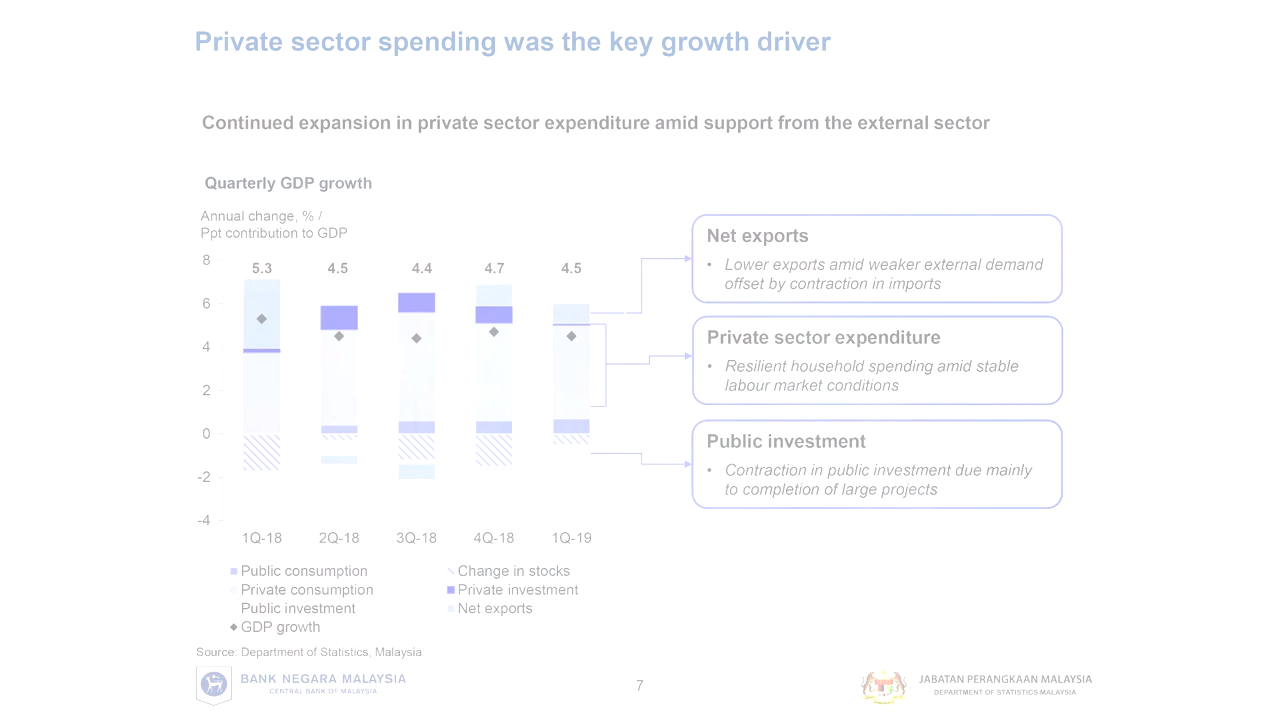 Private sector spending was the key growth driver
Continued expansion in private sector expenditure amid support from the external sector
Quarterly GDP growth
Annual change, % /
Ppt contribution to GDP
8
6
4
2
0
-2
-4
5.3 4.5 4.4 4.7 4.5
1Q-18 2Q-18 3Q-18 4Q-18 1Q-19
Public consumption
Private consumption
Public investment
GDP growth
Change in stocks
Private investment
Net exports
Net exports
• Lower exports amid weaker external demand
offset by contraction in imports
Private sector expenditure
• Resilient household spending amid stable
labour market conditions
Public investment
• Contraction in public investment due mainly
to completion of large projects
Source: Department of Statistics, Malaysia
BANK NEGARA MALAYSIA
CENTRAL BANK OF MALAYSIA
7
JABATAN PERANGKAAN MALAYSIA
DEPARTMENT OF STATISTICS MALAYSIA